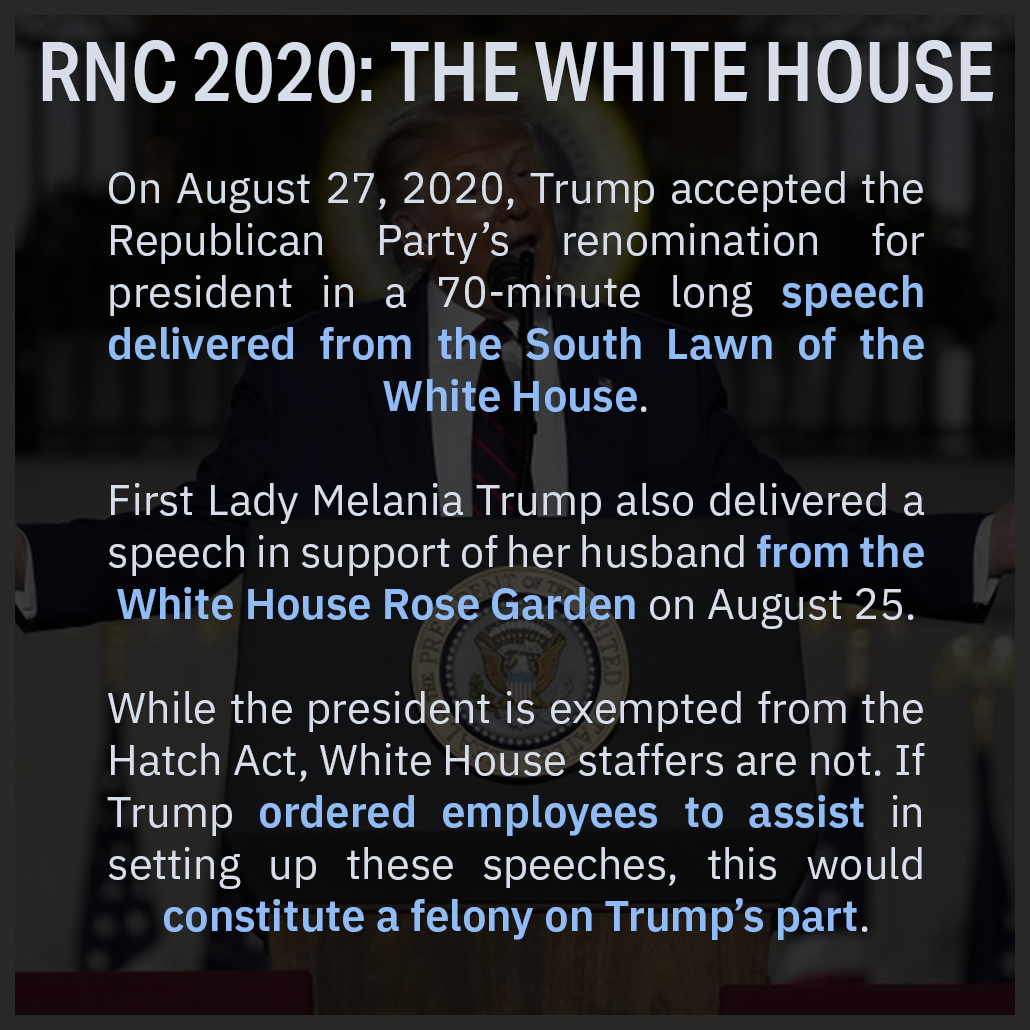 RNC 2020: THE WHITE HOUSE
On August 27, 2020, Trump accepted the
Republican Party’s renomination for
president in a 70-minute long speech
delivered from the South Lawn of the
White House.
First Lady Melania Trump also delivered a
speech in support of her husband from the
White House Rose Garden on August 25.
While the president is exempted from the
Hatch Act, White House staffers are not. If
Trump ordered employees to assist in
setting up these speeches, this would
constitute a felony on Trump’s part.